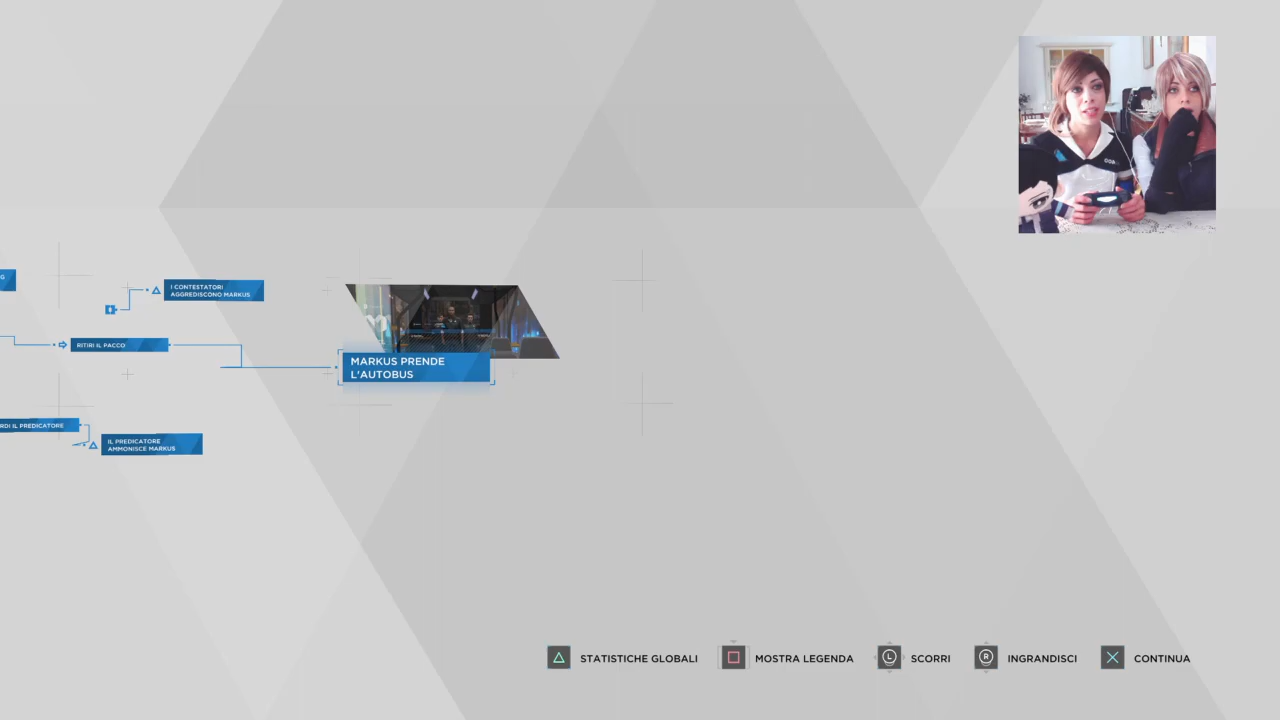 G
I CONTESTATORI
AGGREDISCONO MARKUS
RITIRI IL PACCO
MARKUS PRENDE
L'AUTOBUS
RDI IL PREDICATORE
IL PREDICATORE
AMMONISCE MARKUS
STATISTICHE GLOBALI
MOSTRA LEGENDA
L
SCORRI
R
INGRANDISCI
CONTINUA